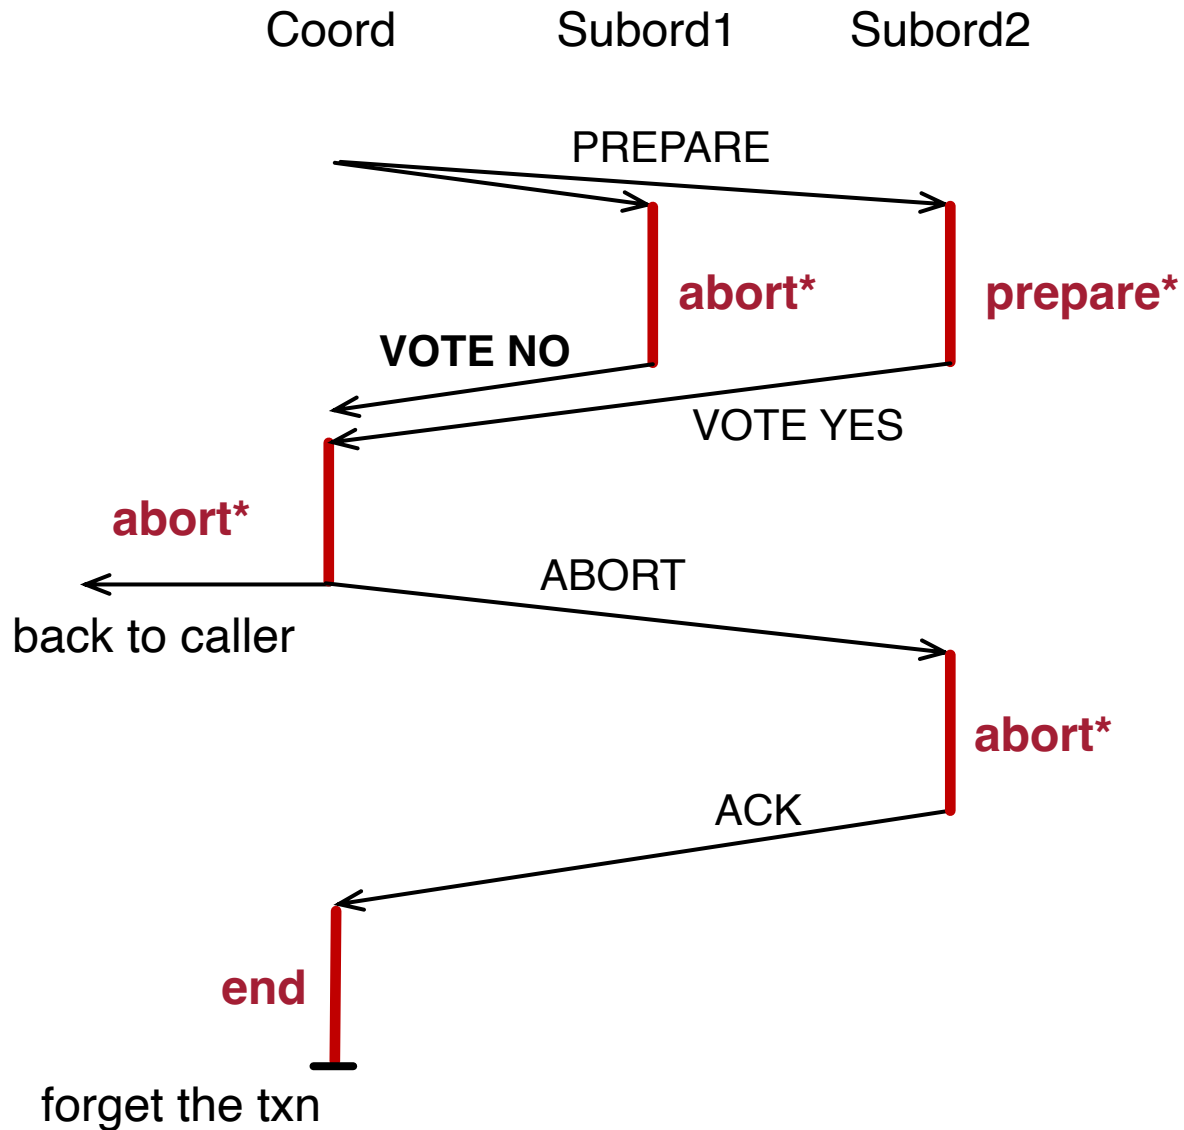 Coord Subord1 Subord2
PREPARE
abort* prepare*
VOTE NO
VOTE YES
abort*
ABORT
back to caller
abort*
ACK
end
forget the txn